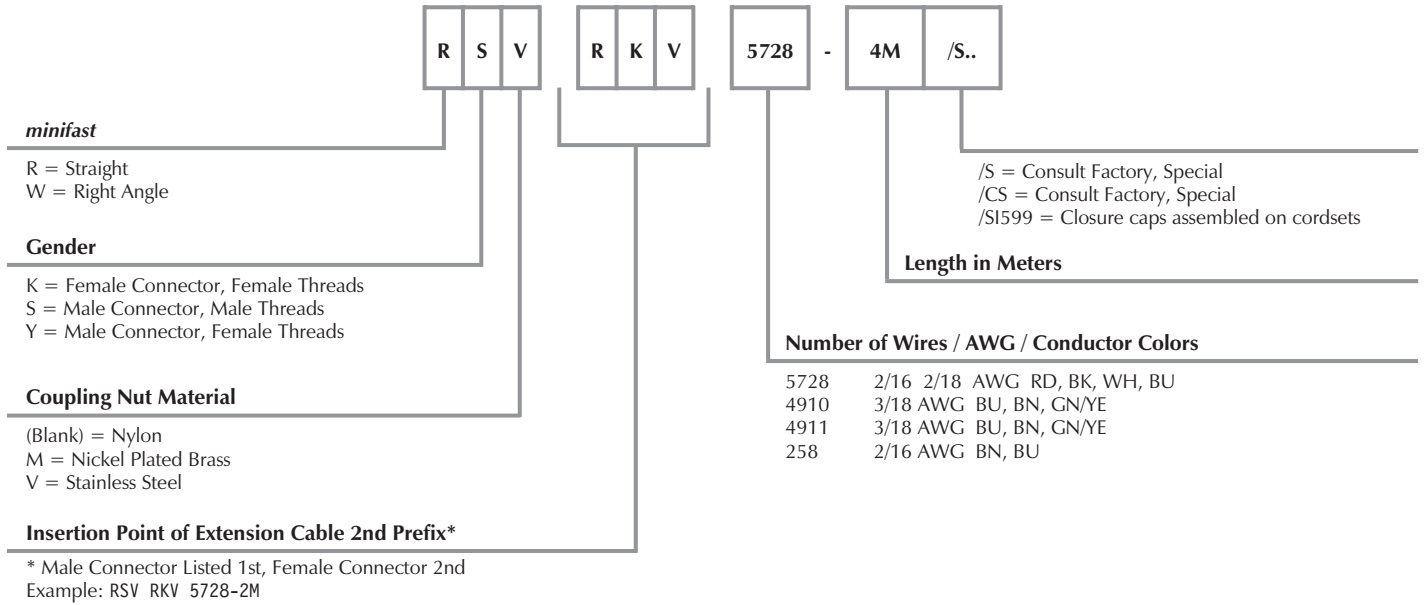 R S V R K V 5728 - 4M /S..
minifast
R = Straight
W = Right Angle
Gender
K = Female Connector, Female Threads
S = Male Connector, Male Threads
Y = Male Connector, Female Threads
Coupling Nut Material
(Blank) = Nylon
M = Nickel Plated Brass
V = Stainless Steel
Insertion Point of Extension Cable 2nd Prefix*
* Male Connector Listed 1st, Female Connector 2nd
Example: RSV RKV 5728-2M
/S = Consult Factory, Special
/CS = Consult Factory, Special
/SI599 = Closure caps assembled on cordsets
Length in Meters
Number of Wires / AWG / Conductor Colors
5728 2/16 2/18 AWG RD, BK, WH, BU
4910 3/18 AWG BU, BN, GN/YE
4911 3/18 AWG BU, BN, GN/YE
258 2/16 AWG BN, BU